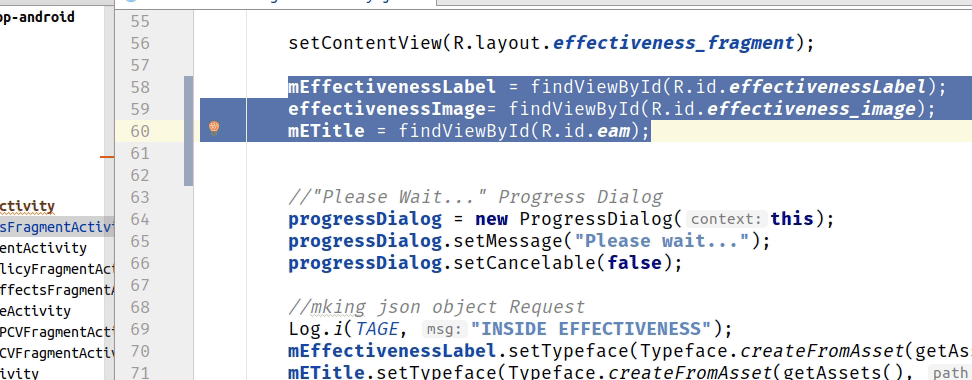 pp-android
55
56 setContentView(R.layout.effectiveness_fragment);
57
58 mEffectivenessLabel = findViewById(R.id.effectivenessLabel);
59 effectivenessImage= findViewById(R.id.effectiveness_image);
60 mETitle = findViewById(R.id.eam);
61
62
63 //"Please Wait..." Progress Dialog
ctivity
64 progressDialog = new ProgressDialog( context: this);
sFragmentActivi
65 progressDialog.setMessage("Please wait...");
entActivity
66 progressDialog.setCancelable(false);
licyFragmentAct
67
ffectsFragmentA
68 //mking json object Request
eActivity
69 Log.i(TAGE, msg: "INSIDE EFFECTIVENESS");
PCVFragmentActi
70 mEffectivenessLabel.setTypeface(Typeface.createFromAsset(getAs
CVFragmentActiv
71 mETitle.setTypeface(Typeface.createFromAsset(getAssets(), path
ivity